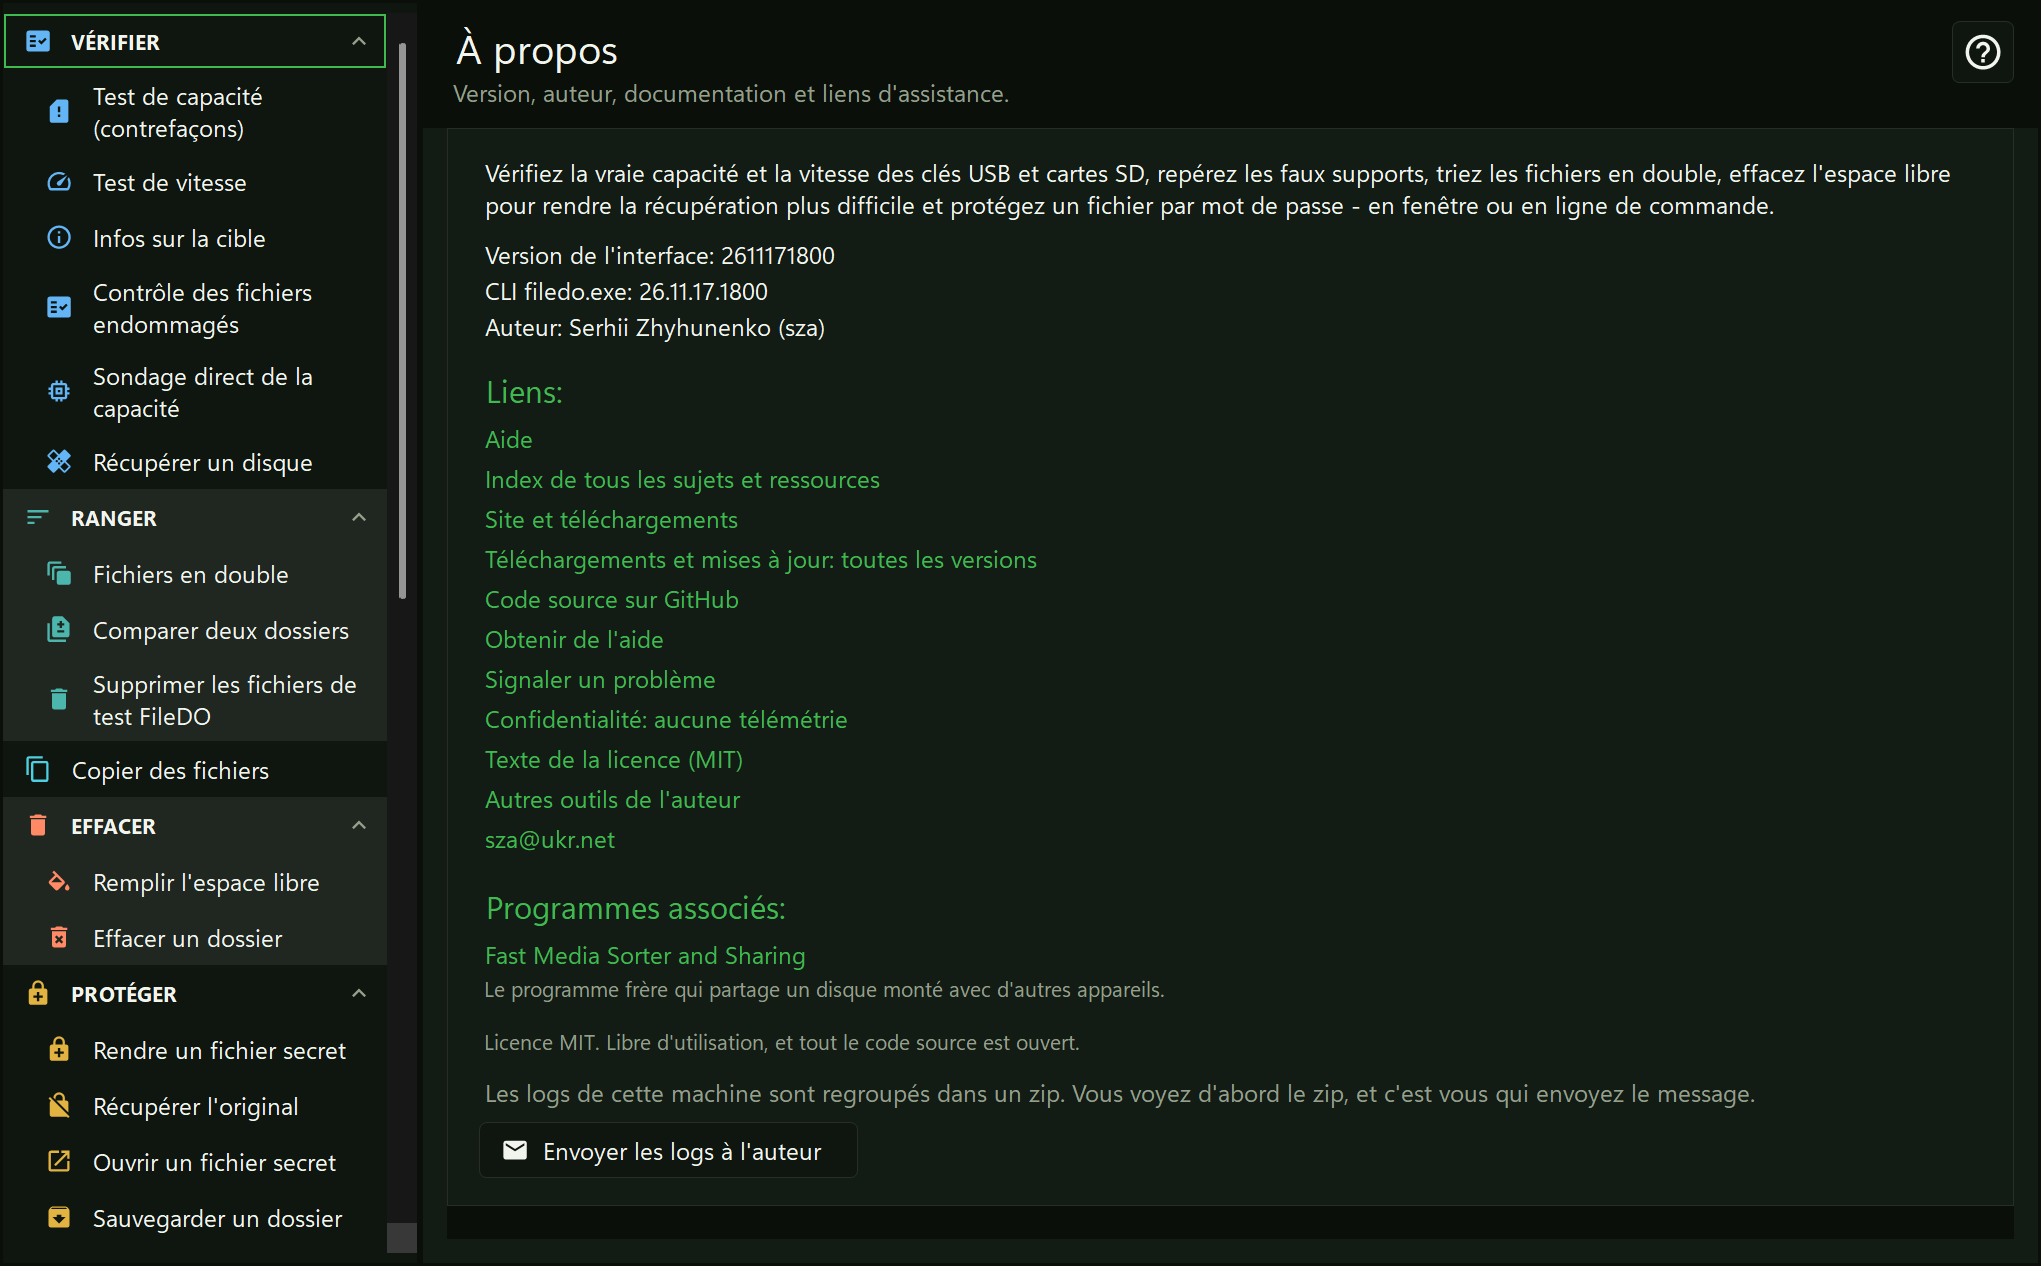 VÉRIFIER
Test de capacité
(contrefaçons)
Test de vitesse
Infos sur la cible
Contrôle des fichiers
endommagés
Sondage direct de la
capacité
Récupérer un disque
RANGER
Fichiers en double
Comparer deux dossiers
Supprimer les fichiers de
test FileDO
Copier des fichiers
EFFACER
Remplir l'espace libre
Effacer un dossier
PROTÉGER
Rendre un fichier secret
Récupérer l'original
Ouvrir un fichier secret
Sauvegarder un dossier
À propos
Version, auteur, documentation et liens d'assistance.
Vérifiez la vraie capacité et la vitesse des clés USB et cartes SD, repérez les faux supports, triez les fichiers en double, effacez l'espace libre
pour rendre la récupération plus difficile et protégez un fichier par mot de passe - en fenêtre ou en ligne de commande.
Version de l'interface: 2611171800
CLI filedo.exe: 26.11.17.1800
Auteur: Serhii Zhyhunenko (sza)
Liens:
Aide
Index de tous les sujets et ressources
Site et téléchargements
Téléchargements et mises à jour: toutes les versions
Code source sur GitHub
Obtenir de l'aide
Signaler un problème
Confidentialité: aucune télémétrie
Texte de la licence (MIT)
Autres outils de l'auteur
sza@ukr.net
Programmes associés:
Fast Media Sorter and Sharing
Le programme frère qui partage un disque monté avec d'autres appareils.
Licence MIT. Libre d'utilisation, et tout le code source est ouvert.
Les logs de cette machine sont regroupés dans un zip. Vous voyez d'abord le zip, et c'est vous qui envoyez le message.
Envoyer les logs à l'auteur